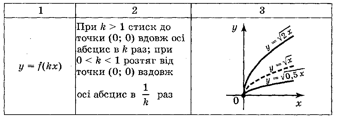 1
2
3
y = f(kx)
При k > 1 стиск до
точки (0; 0) вдовж осі
абсцис в k раз; при
0 < k < 1 розтяг від
точки (0; 0) вздовж
осі абсцис в 1/k раз
y
y = √2x
y = √x
y = √0,5x
0
x